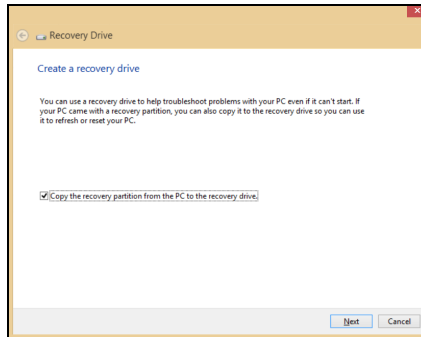 Recovery Drive
Create a recovery drive
You can use a recovery drive to help troubleshoot problems with your PC even if it can't start. If
your PC came with a recovery partition, you can also copy it to the recovery drive so you can use
it to refresh or reset your PC.
Copy the recovery partition from the PC to the recovery drive.
Next Cancel